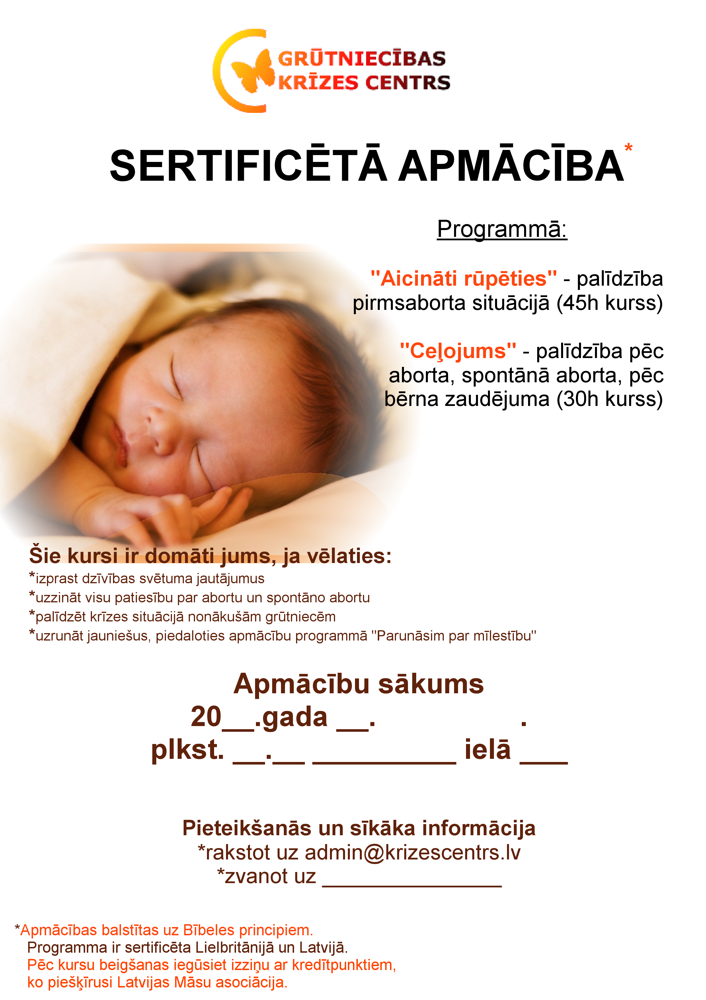 GRŪTNIECĪBAS
KRĪZES CENTRS
SERTIFICĒTĀ APMĀCĪBA*
Programmā:
"Aicināti rūpēties" - palīdzība
pirmsaborta situācijā (45h kurss)
"Ceļojums" - palīdzība pēc
aborta, spontānā aborta, pēc
bērna zaudējuma (30h kurss)
Šie kursi ir domāti jums, ja vēlaties:
*izprast dzīvības svētuma jautājumus
*uzzināt visu patiesību par abortu un spontāno abortu
*palīdzēt krīzes situācijā nonākušām grūtniecēm
*uzrunāt jauniešus, piedaloties apmācību programmā "Parunāsim par mīlestību"
Apmācību sākums
20__.gada __. .
plkst. __.__ _________ ielā ___
Pieteikšanās un sīkāka informācija
*rakstot uz admin@krizescentrs.lv
*zvanot uz _______________
*Apmācības balstītas uz Bībeles principiem.
Programma ir sertificēta Lielbritānijā un Latvijā.
Pēc kursu beigšanas iegūsiet izziņu ar kredītpunktiem,
ko piešķīrusi Latvijas Māsu asociācija.